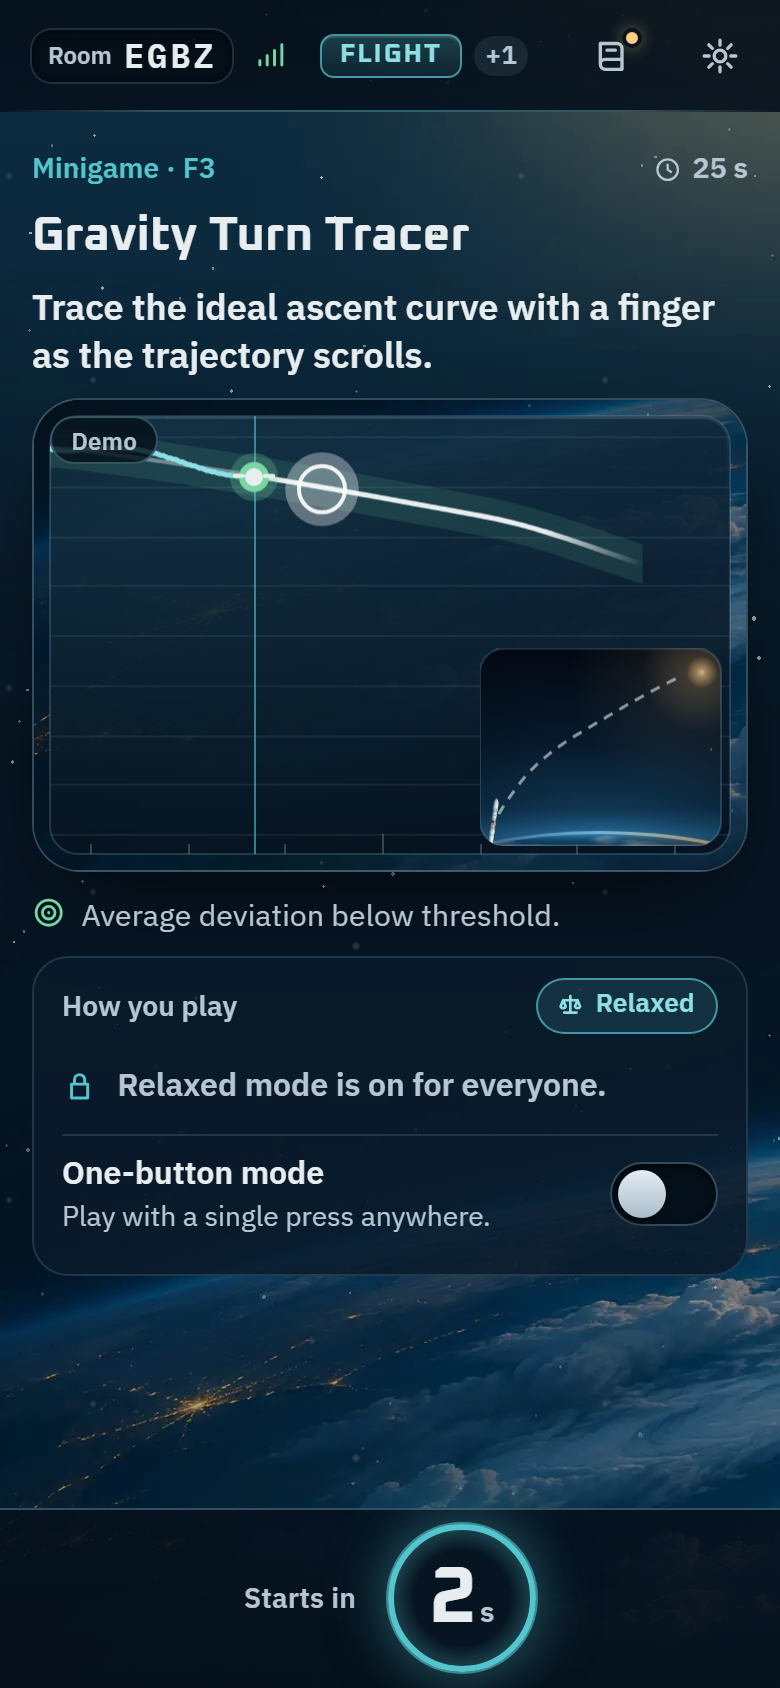 Room EGBZ FLIGHT +1
Minigame · F3 25 s
Gravity Turn Tracer
Trace the ideal ascent curve with a finger
as the trajectory scrolls.
Demo
Average deviation below threshold.
How you play Relaxed
Relaxed mode is on for everyone.
One-button mode
Play with a single press anywhere.
Starts in 2 s